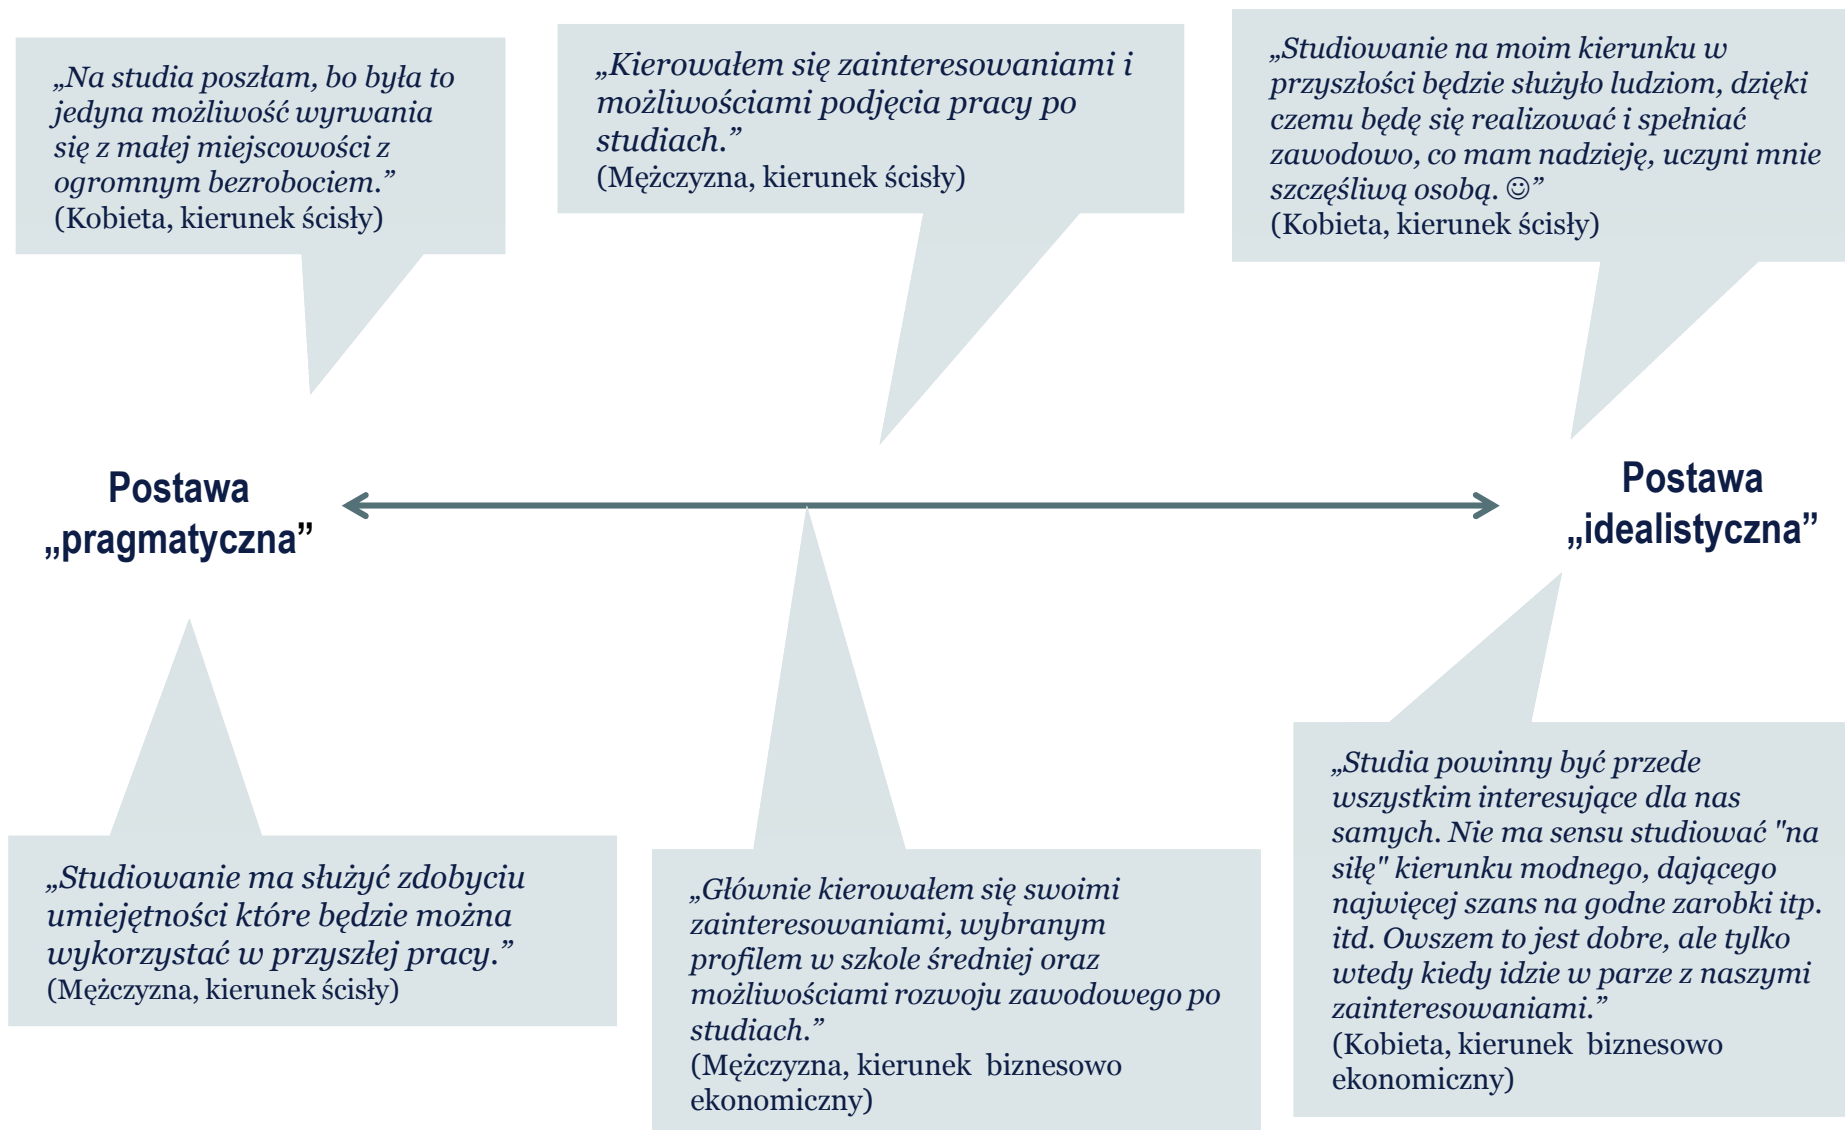 „Na studia poszłam, bo była to
jedyna możliwość wyrwania
się z małej miejscowości z
ogromnym bezrobociem.”
(Kobieta, kierunek ścisły)
„Kierowałem się zainteresowaniami i
możliwościami podjęcia pracy po
studiach.”
(Mężczyzna, kierunek ścisły)
„Studiowanie na moim kierunku w
przyszłości będzie służyło ludziom, dzięki
czemu będę się realizować i spełniać
zawodowo, co mam nadzieję, uczyni mnie
szczęśliwą osobą. ☺”
(Kobieta, kierunek ścisły)
Postawa
„pragmatyczna”
Postawa
„idealistyczna”
„Studiowanie ma służyć zdobyciu
umiejętności które będzie można
wykorzystać w przyszłej pracy.”
(Mężczyzna, kierunek ścisły)
„Głównie kierowałem się swoimi
zainteresowaniami, wybranym
profilem w szkole średniej oraz
możliwościami rozwoju zawodowego po
studiach.”
(Mężczyzna, kierunek  biznesowo
ekonomiczny)
„Studia powinny być przede
wszystkim interesujące dla nas
samych. Nie ma sensu studiować "na
siłę" kierunku modnego, dającego
najwięcej szans na godne zarobki itp.
itd. Owszem to jest dobre, ale tylko
wtedy kiedy idzie w parze z naszymi
zainteresowaniami.”
(Kobieta, kierunek  biznesowo
ekonomiczny)